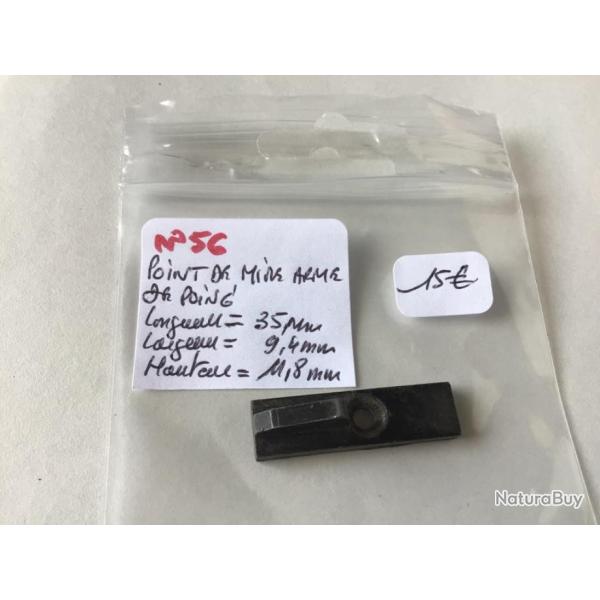 N°56
POINT DE MIRE ARME
DE POING
Longueur = 35mm
Largeur = 9,4mm
Hauteur = 11,8mm
15€
NaturaBuy